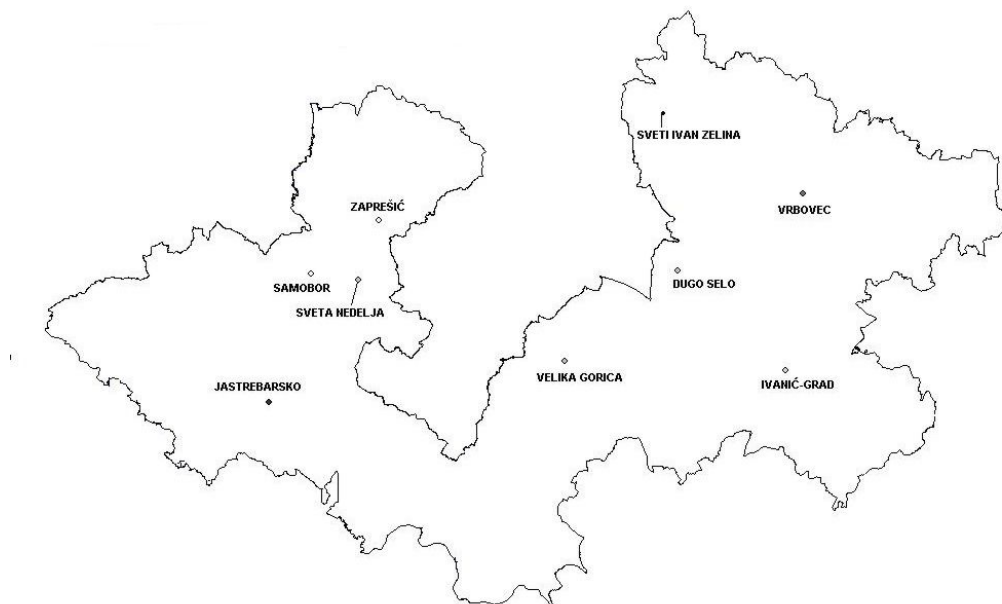 SVETI IVAN ZELINA
ZAPREŠIĆ
VRBOVEC
DUGO SELO
SAMOBOR
SVETA NEDELJA
VELIKA GORICA
IVANIĆ-GRAD
JASTREBARSKO